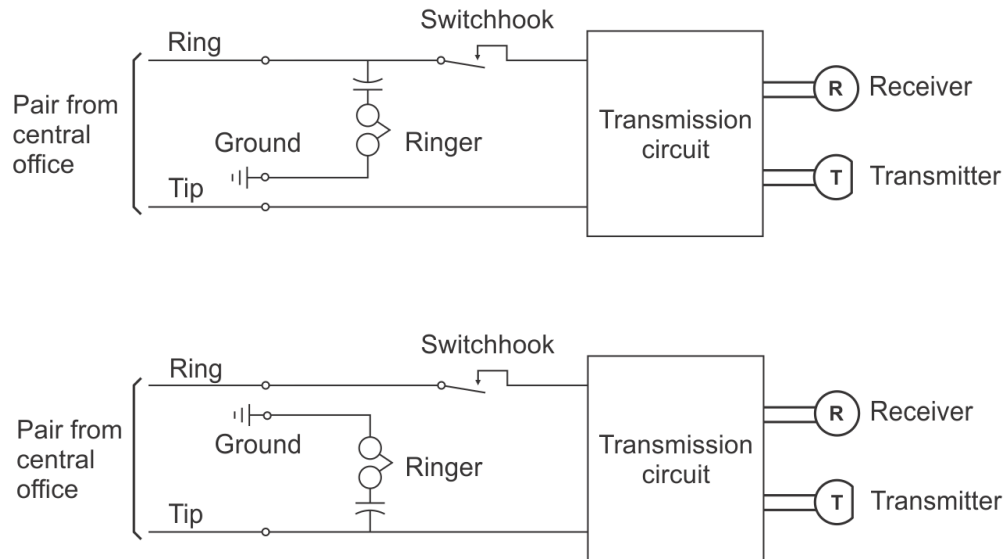 Switchhook
Ring
Pair from
central
office
Ground
Ringer
Tip
Transmission
circuit
R
Receiver
T
Transmitter
Switchhook
Ring
Pair from
central
office
Ground
Ringer
Tip
Transmission
circuit
R
Receiver
T
Transmitter